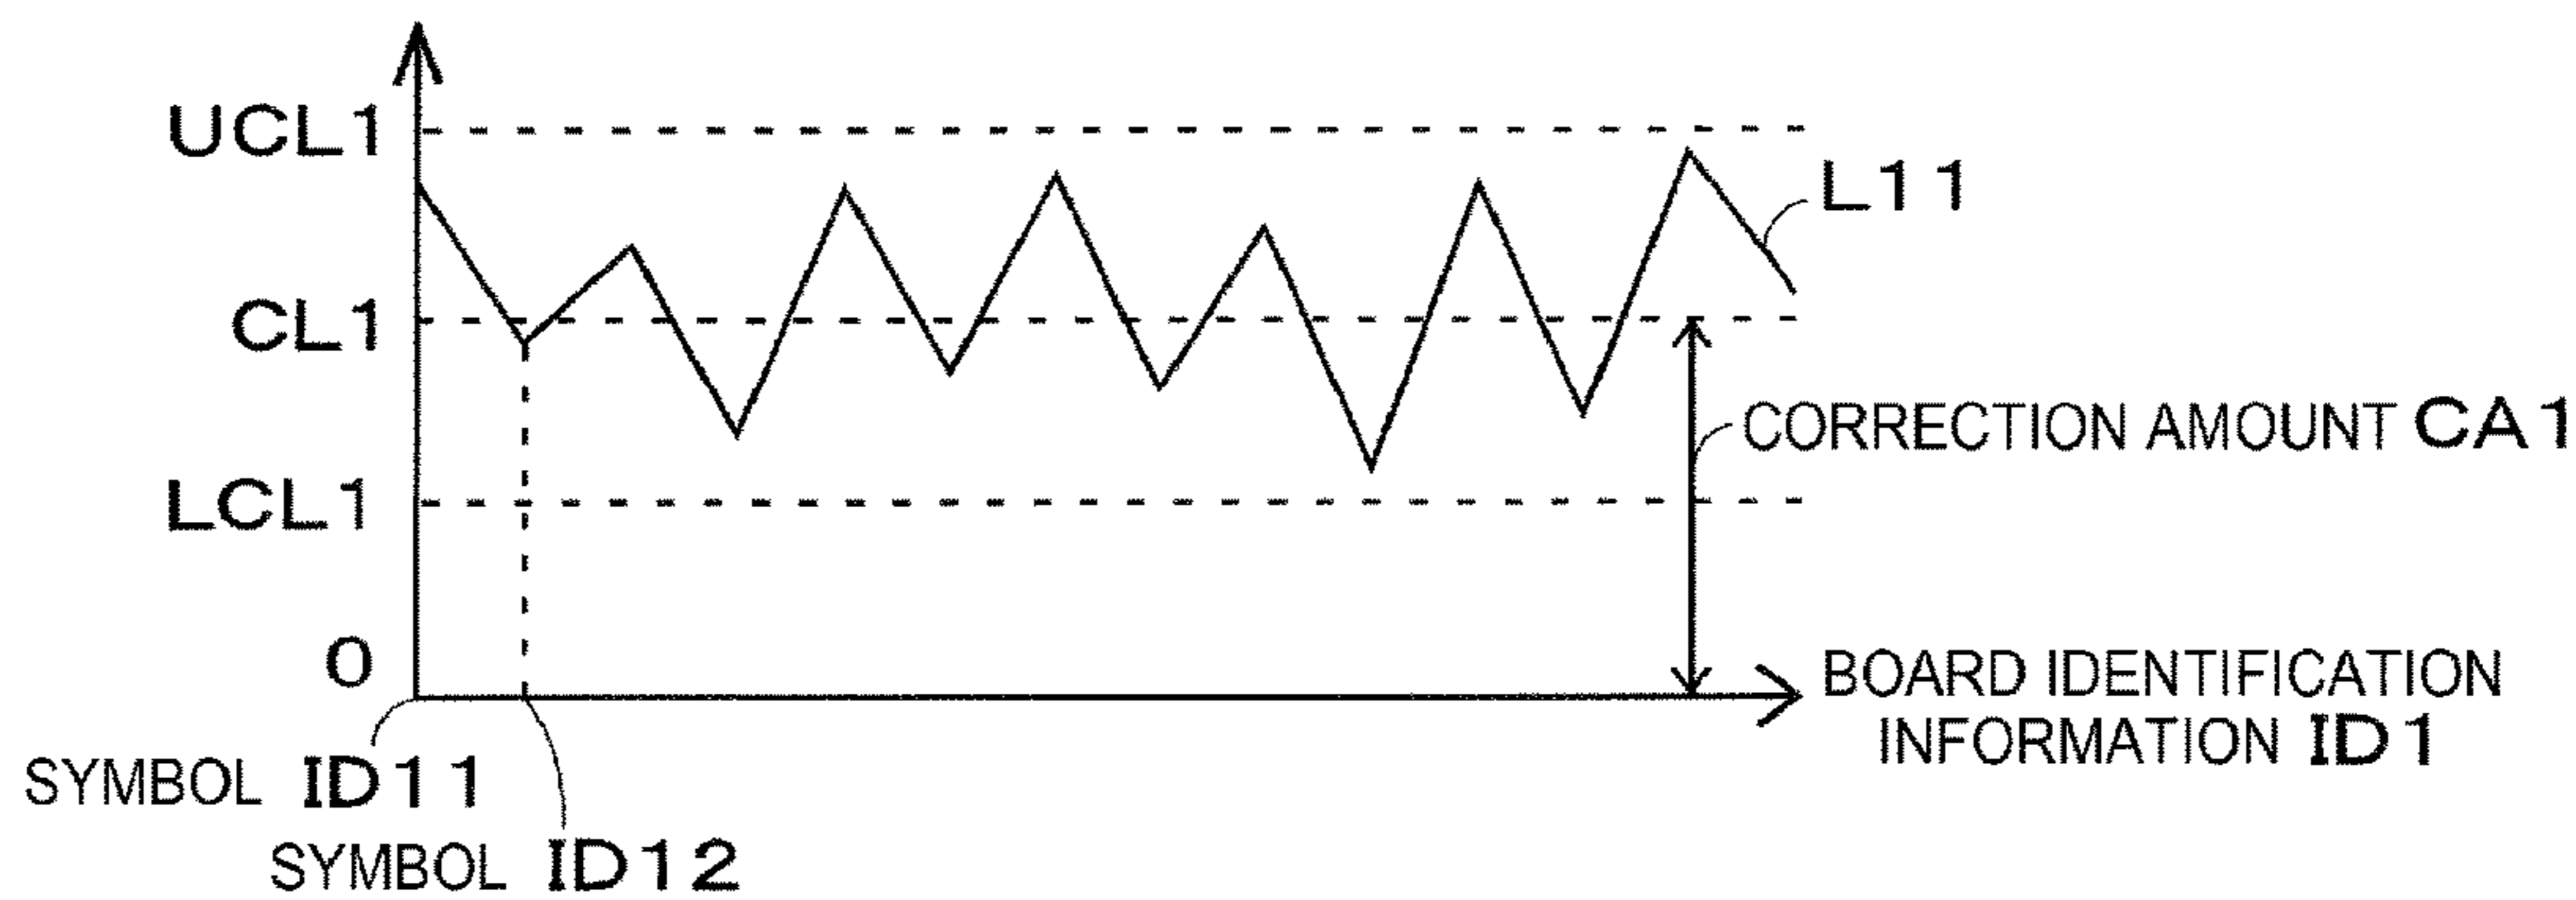 UCL1
L11
CL1
CORRECTION AMOUNT CA1
LCL1
0
BOARD IDENTIFICATION
INFORMATION ID1
SYMBOL ID11
SYMBOL ID12